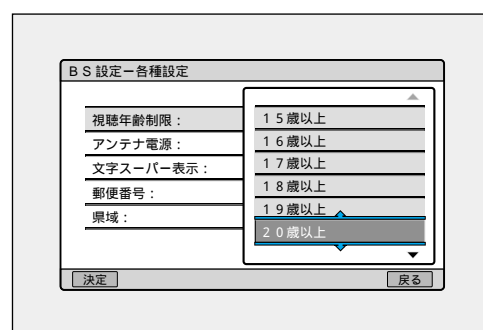 ＢＳ設定ー各種設定
視聴年齢制限：
アンテナ電源：
文字スーパー表示：
郵便番号：
県域：
１５歳以上
１６歳以上
１７歳以上
１８歳以上
１９歳以上
２０歳以上
決定
戻る